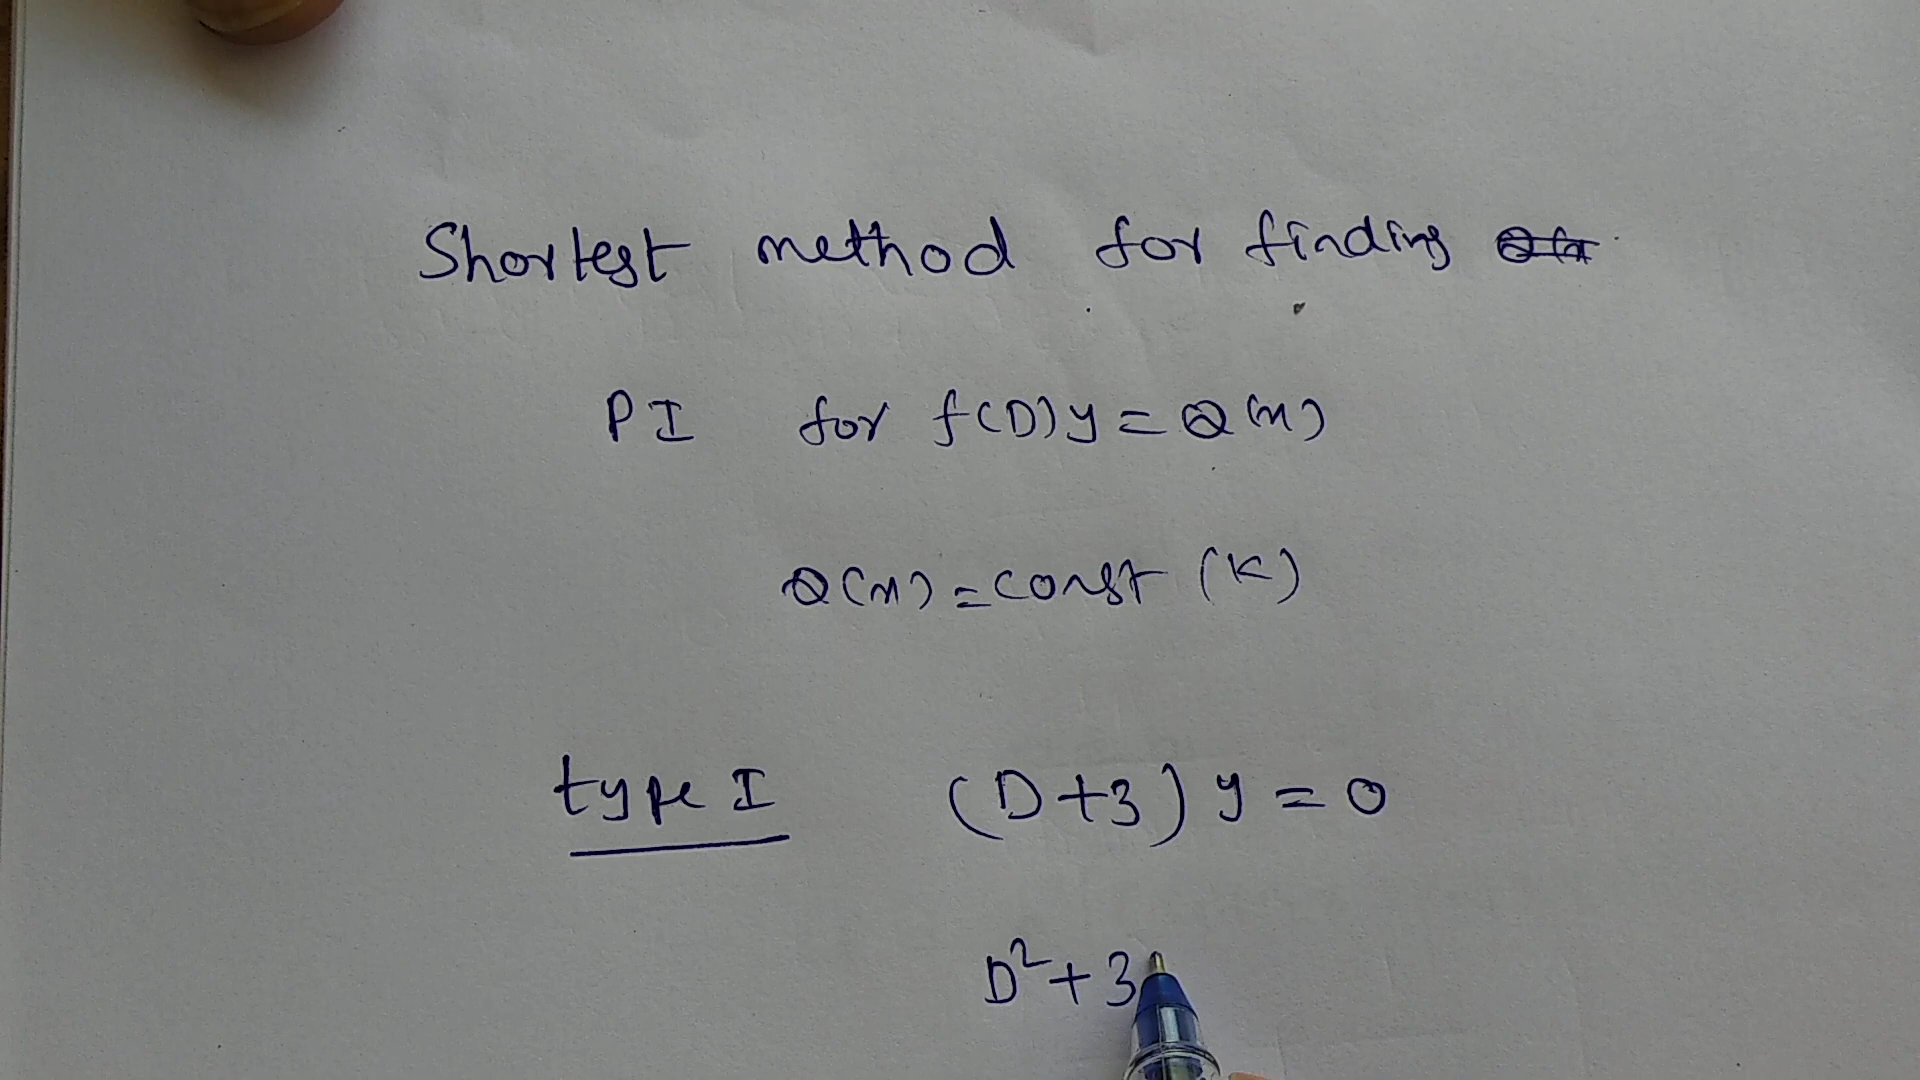 Shortest method for finding
PI for f(D)y = Q(x)
Q(x) = const (K)
type I (D+3) y = 0
D²+3